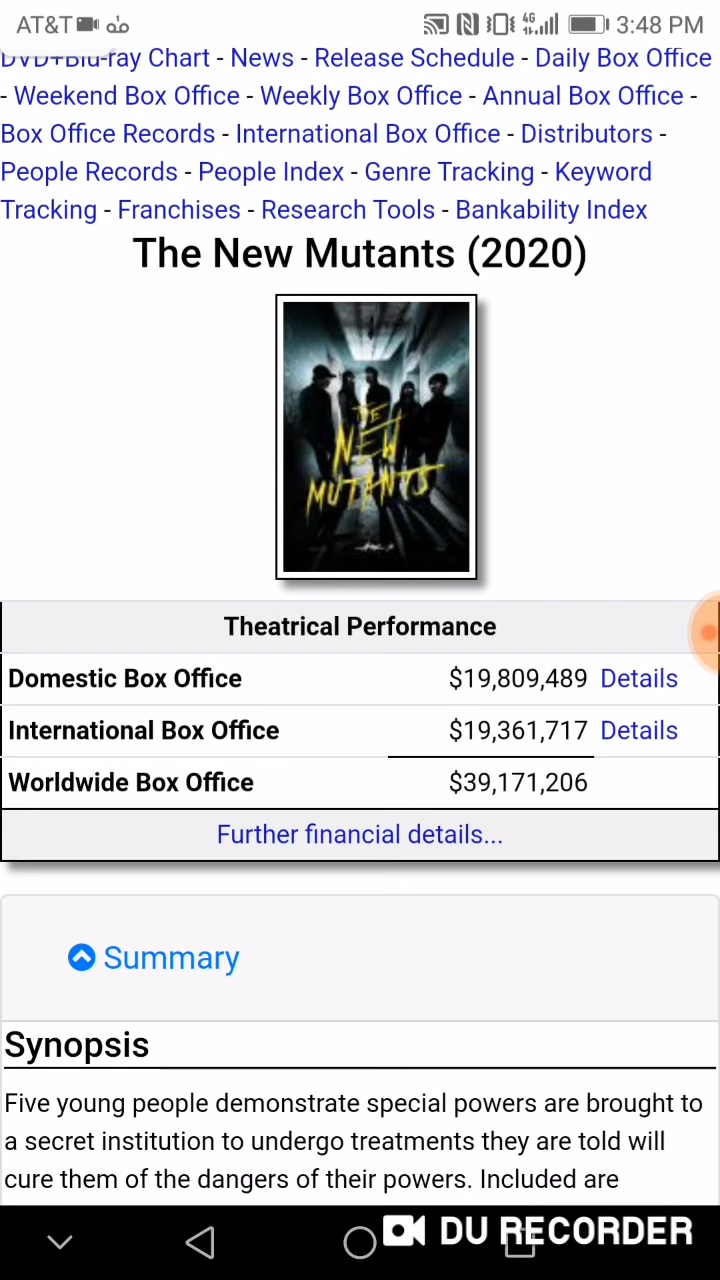 AT&T 4G 3:48 PM
DVD+Blu-ray Chart - News - Release Schedule - Daily Box Office
- Weekend Box Office - Weekly Box Office - Annual Box Office -
Box Office Records - International Box Office - Distributors -
People Records - People Index - Genre Tracking - Keyword
Tracking - Franchises - Research Tools - Bankability Index
The New Mutants (2020)
THE
NEW
MUTANTS
Theatrical Performance
Domestic Box Office $19,809,489 Details
International Box Office $19,361,717 Details
Worldwide Box Office $39,171,206
Further financial details...
Summary
Synopsis
Five young people demonstrate special powers are brought to
a secret institution to undergo treatments they are told will
cure them of the dangers of their powers. Included are
DU RECORDER